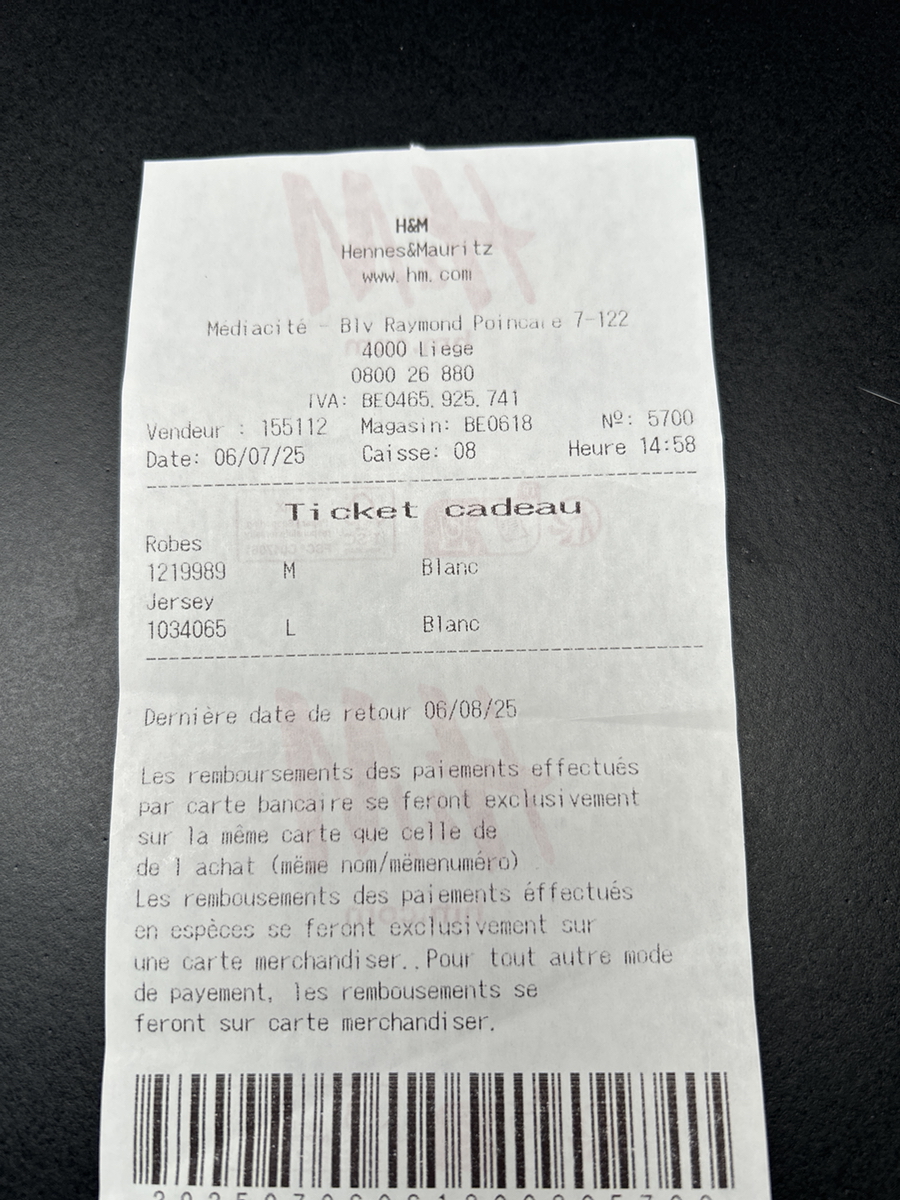 H&M
Hennes&Mauritz
www.hm.com
Médiacité - Blv Raymond Poincare 7-122
4000 Liege
0800 26 880
IVA: BE0465.925.741
Vendeur : 155112 Magasin: BE0618 Nº: 5700
Date: 06/07/25 Caisse: 08 Heure 14:58
Ticket cadeau
Robes
1219989 M Blanc
Jersey
1034065 L Blanc
Dernière date de retour 06/08/25
Les remboursements des paiements effectués
par carte bancaire se feront exclusivement
sur la même carte que celle de
de l achat (même nom/mêmenuméro)
Les rembousements des paiements éffectués
en espèces se feront exclusivement sur
une carte merchandiser..Pour tout autre mode
de payement, les rembousements se
feront sur carte merchandiser.